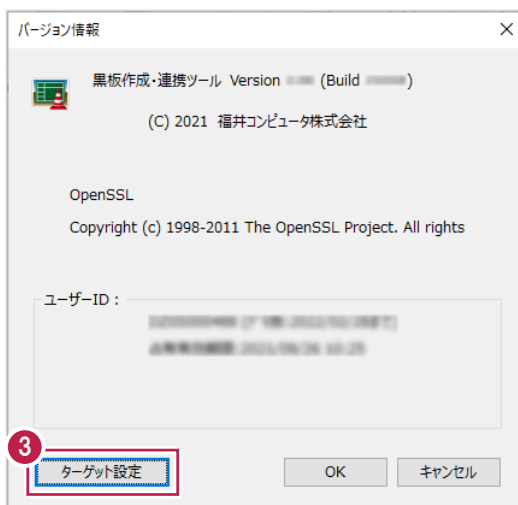 バージョン情報
黒板作成・連携ツール Version (Build )
(C) 2021 福井コンピュータ株式会社
OpenSSL
Copyright (c) 1998-2011 The OpenSSL Project. All rights
ユーザーID：
3
ターゲット設定
OK
キャンセル